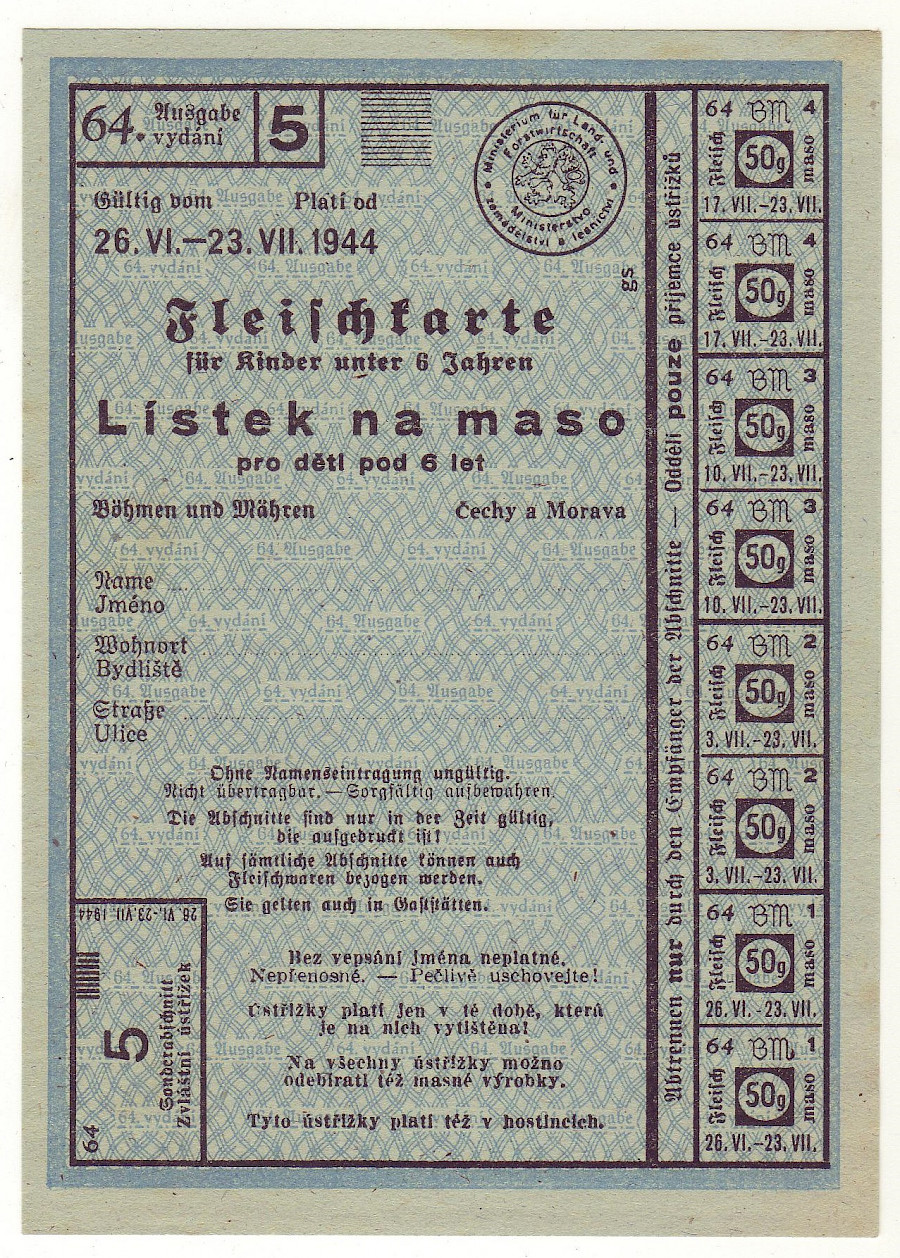 64. Ausgabe
vydání
5
Gültig vom Platí od
26. VI.—23. VII. 1944
Ministerium für Land- und
Forstwirtschaft
Ministerstvo
zemědělství a lesnictví
sg
Fleischkarte
für Kinder unter 6 Jahren
Lístek na maso
pro děti pod 6 let
Böhmen und Mähren Čechy a Morava
Name
Jméno
Wohnort
Bydliště
Straße
Ulice
Ohne Namenseintragung ungültig.
Nicht übertragbar. — Sorgfältig aufbewahren.
Die Abschnitte sind nur in der Zeit gültig,
die aufgedruckt ist!
Auf sämtliche Abschnitte können auch
Fleischwaren bezogen werden.
Sie gelten auch in Gaststätten.
Bez vepsání jména neplatné.
Nepřenosné. — Pečlivě uschovejte!
Ústřižky platí jen v té době, která
je na nich vytištěna!
Na všechny ústřižky možno
odebírati též masné výrobky.
Tyto ústřižky platí též v hostincích.
26. VI.-23. VII. 1944
5
Sonderabschnitt
Zvláštní ústřižek
64
Abtrennen nur durch den Empfänger der Abschnitte — Oddělí pouze příjemce ústřižků
64 BM 4
Fleisch 50g maso
17. VII.-23. VII.
64 BM 4
Fleisch 50g maso
17. VII.-23. VII.
64 BM 3
Fleisch 50g maso
10. VII.-23. VII.
64 BM 3
Fleisch 50g maso
10. VII.-23. VII.
64 BM 2
Fleisch 50g maso
3. VII.-23. VII.
64 BM 2
Fleisch 50g maso
3. VII.-23. VII.
64 BM 1
Fleisch 50g maso
26. VI.-23. VII.
64 BM 1
Fleisch 50g maso
26. VI.-23. VII.